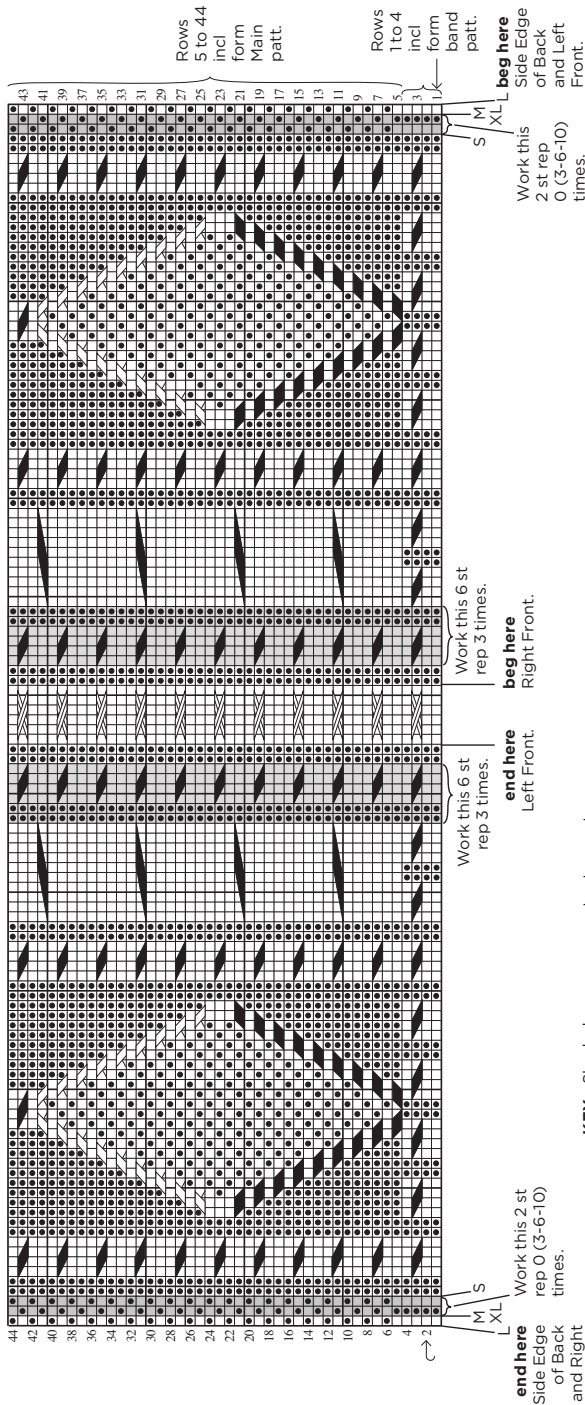 44
42
40
38
36
34
32
30
28
26
24
22
20
18
16
14
12
10
8
6
4
2
43
41
39
37
35
33
31
29
27
25
23
21
19
17
15
13
11
9
7
5
3
1
Rows
5 to 44
incl
form
Main
patt.
Rows
1 to 4
incl
form
band
patt.
L
XL
M
S
end here
Side Edge
of Back
and Right
Work this 2 st
rep 0 (3-6-10)
times.
Work this 6 st
rep 3 times.
end here
Left Front.
beg here
Right Front.
Work this 6 st
rep 3 times.
S
M
XL
L
Work this
2 st rep
0 (3-6-10)
times.
beg here
Side Edge
of Back
and Left
Front.